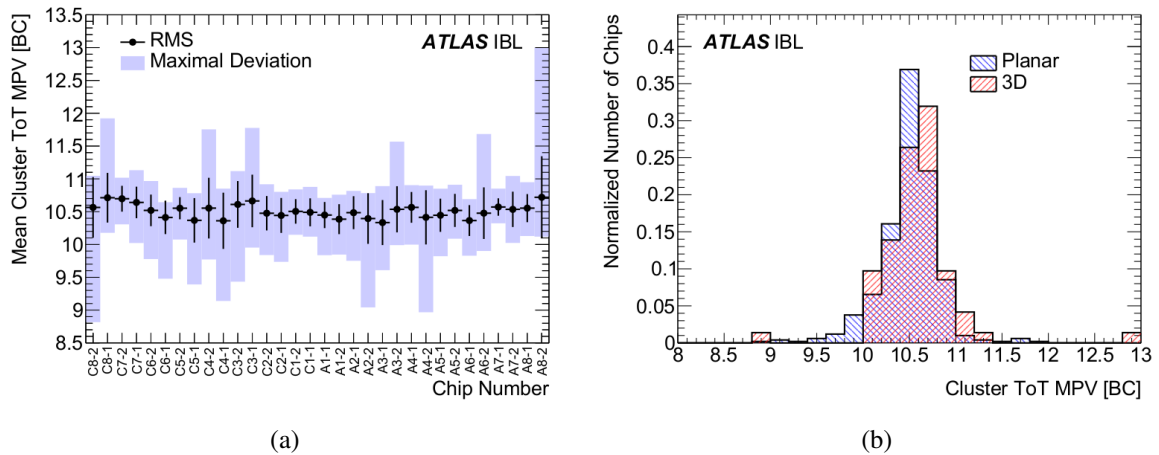 ATLAS IBL
RMS
Maximal Deviation
Mean Cluster ToT MPV [BC]
13.5
13
12.5
12
11.5
11
10.5
10
9.5
9
8.5
C8-2 C8-1 C7-2 C7-1 C6-2 C6-1 C5-2 C5-1 C4-2 C4-1 C3-2 C3-1 C2-2 C2-1 C1-2 C1-1 A1-1 A1-2 A2-1 A2-2 A3-1 A3-2 A4-1 A4-2 A5-1 A5-2 A6-1 A6-2 A7-1 A7-2 A8-1 A8-2
Chip Number
(a)
ATLAS IBL
Planar
3D
Normalized Number of Chips
0.4
0.35
0.3
0.25
0.2
0.15
0.1
0.05
0
8 8.5 9 9.5 10 10.5 11 11.5 12 12.5 13
Cluster ToT MPV [BC]
(b)